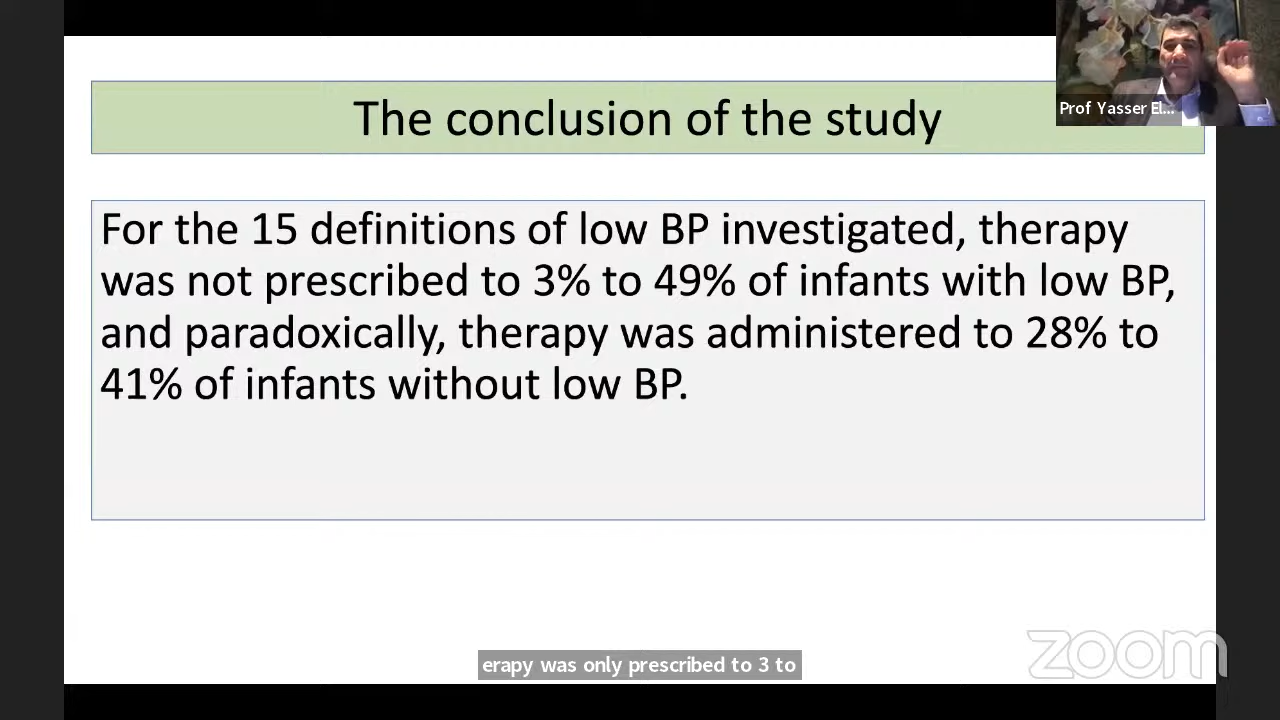 The conclusion of the study
Prof Yasser El...
For the 15 definitions of low BP investigated, therapy
was not prescribed to 3% to 49% of infants with low BP,
and paradoxically, therapy was administered to 28% to
41% of infants without low BP.
erapy was only prescribed to 3 to
zoom